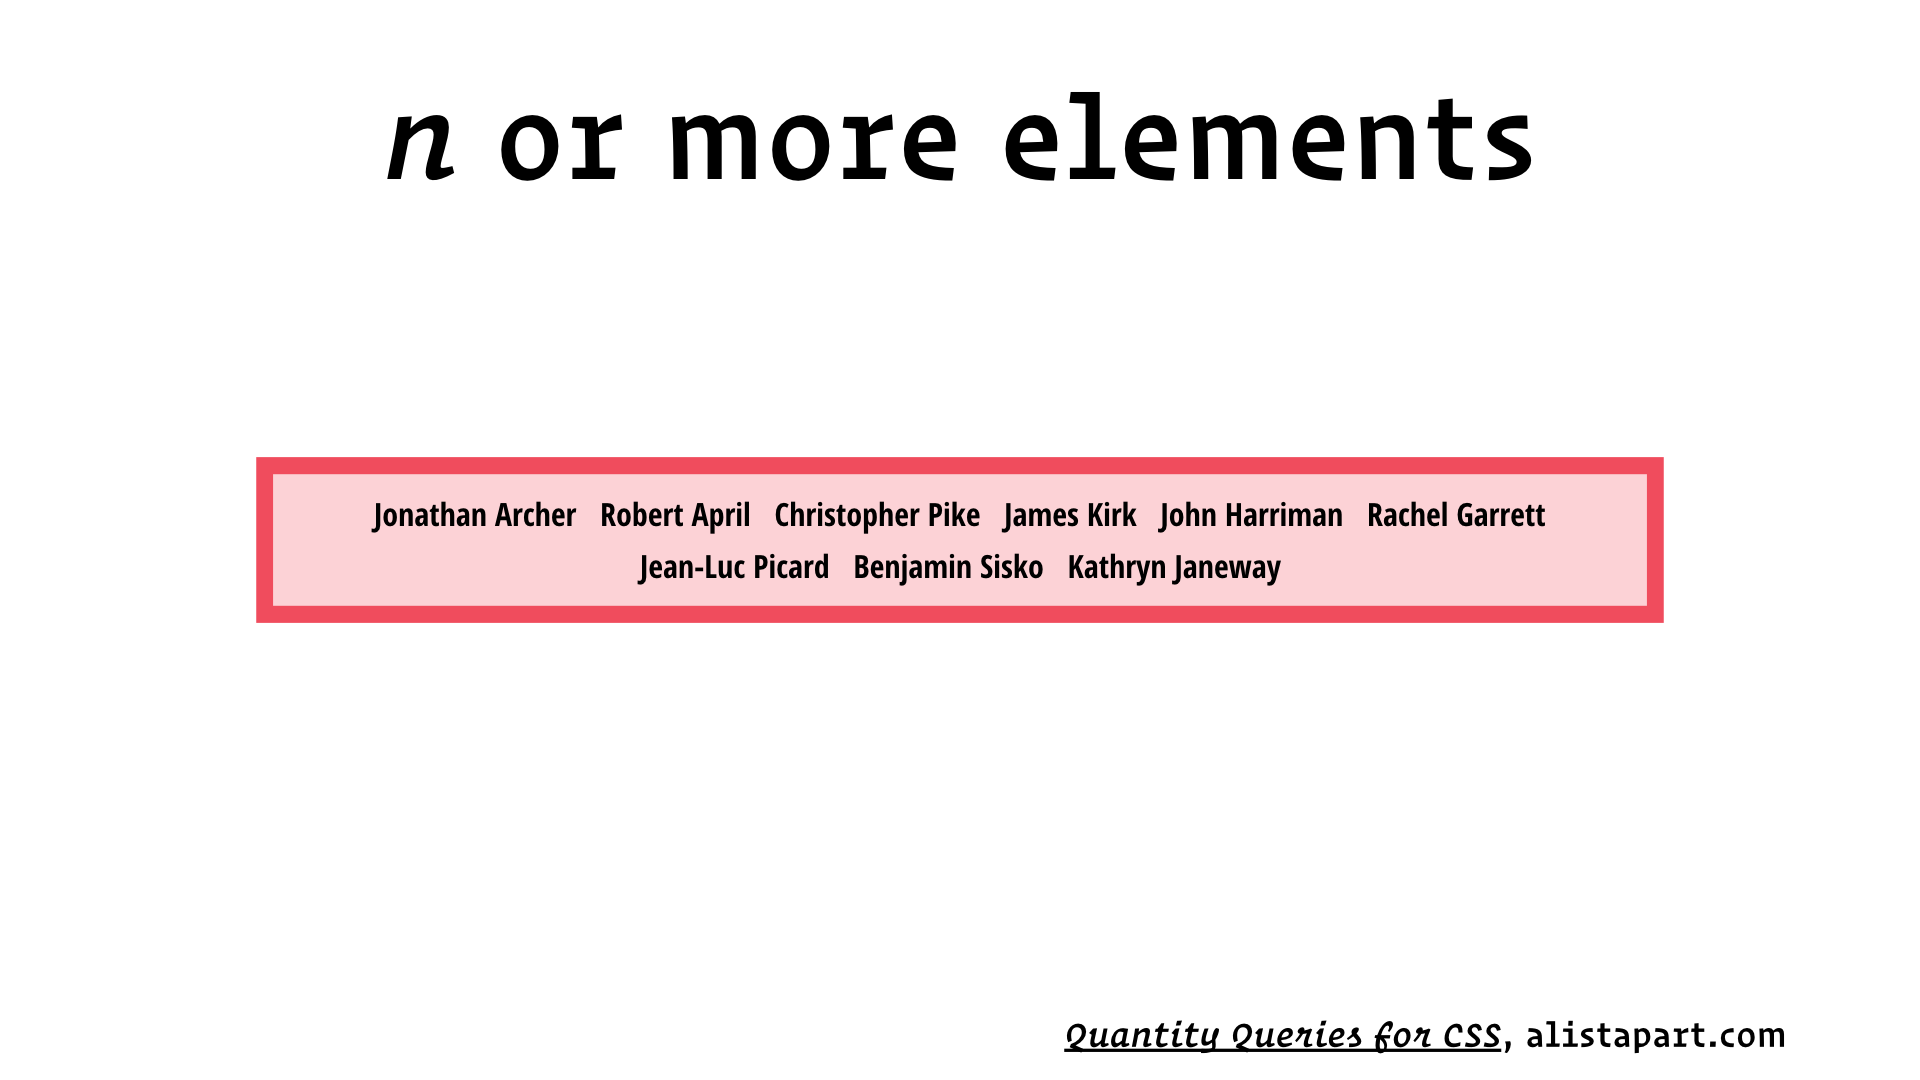 n or more elements
Jonathan Archer Robert April Christopher Pike James Kirk John Harriman Rachel Garrett
Jean-Luc Picard Benjamin Sisko Kathryn Janeway
Quantity Queries for CSS, alistapart.com